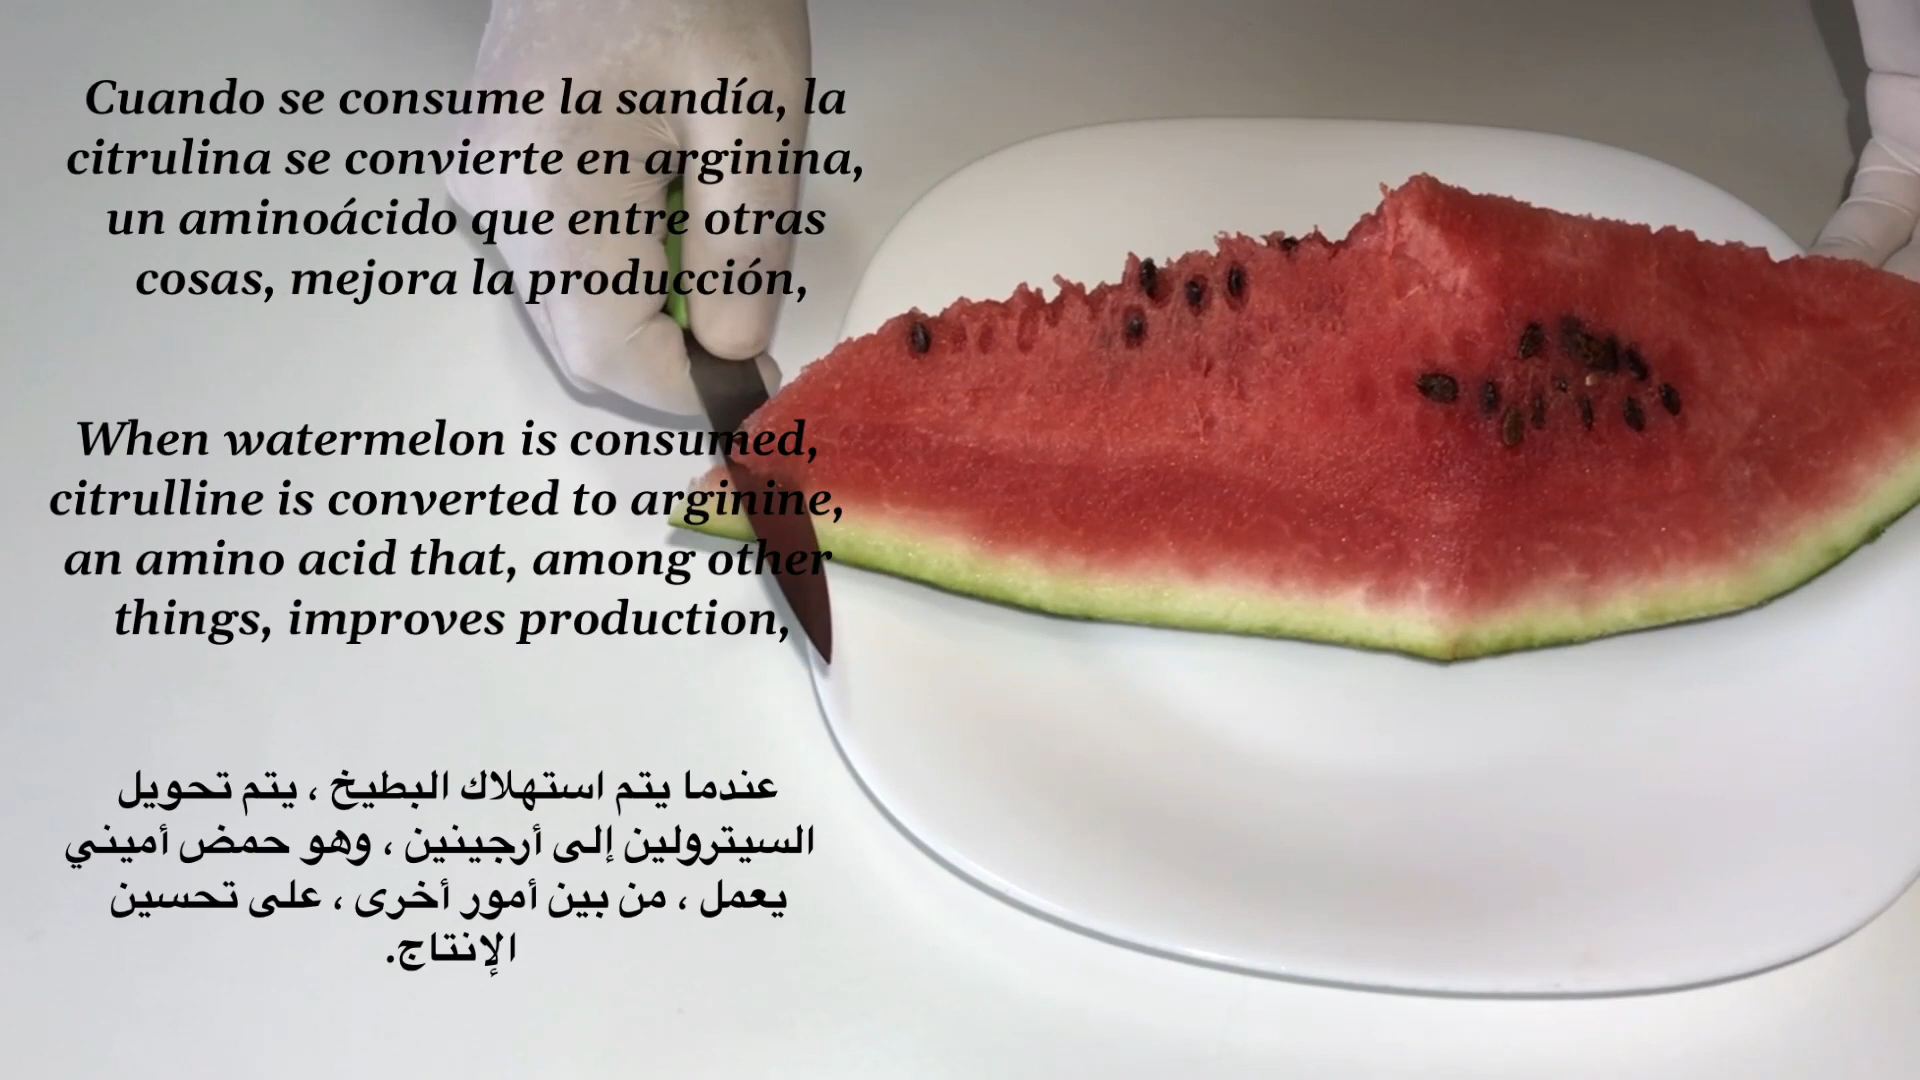 Cuando se consume la sandía, la
citrulina se convierte en arginina,
un aminoácido que entre otras
cosas, mejora la producción,
When watermelon is consumed,
citrulline is converted to arginine,
an amino acid that, among other
things, improves production,
عندما يتم استهلاك البطيخ ، يتم تحويل
السيترولين إلى أرجينين ، وهو حمض أميني
يعمل ، من بين أمور أخرى ، على تحسين
الإنتاج.